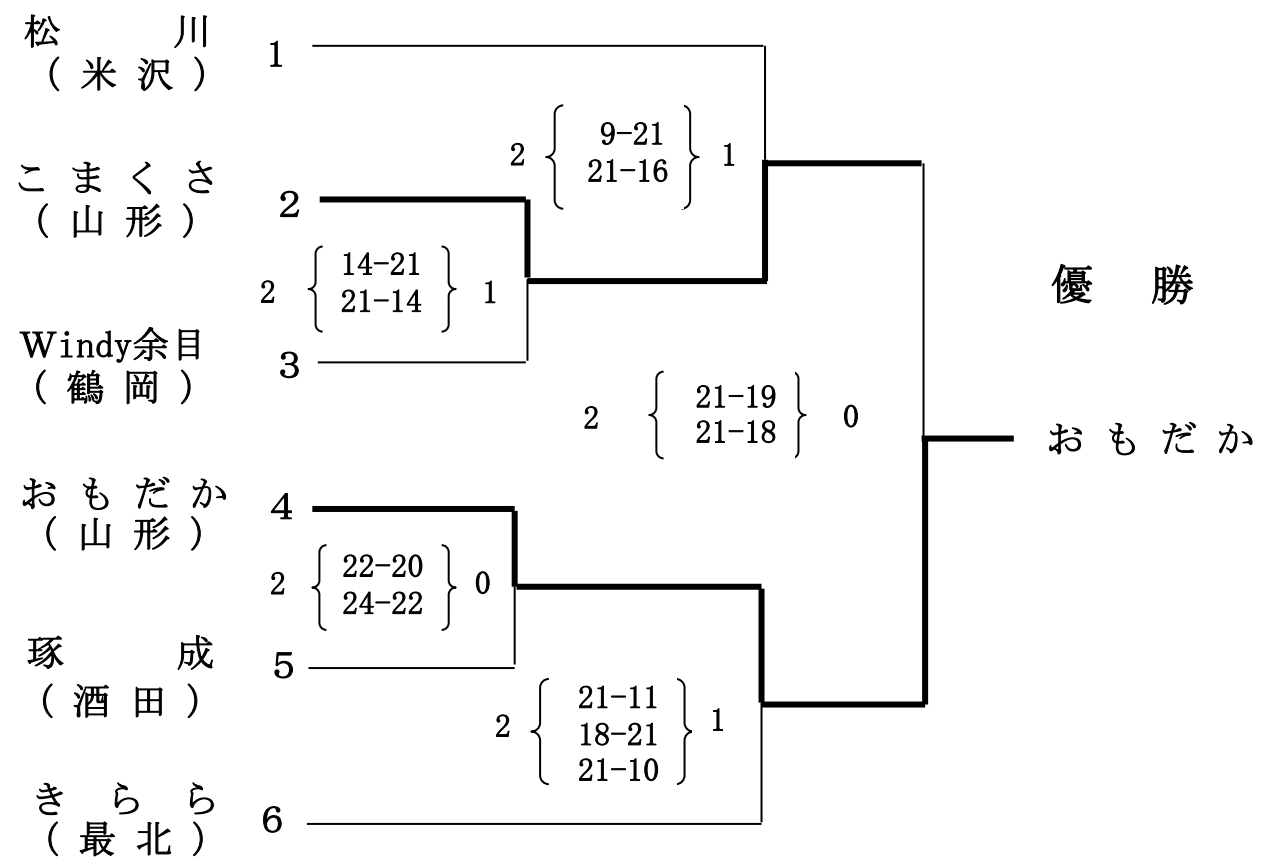 松川
(米沢)
1
9-21
21-16
2
1
こまくさ
(山形)
2
14-21
21-14
2
1
Windy余目
(鶴岡)
3
優勝
21-19
21-18
2
0
おもだか
おもだか
(山形)
4
22-20
24-22
2
0
琢成
(酒田)
5
21-11
18-21
21-10
2
1
きらら
(最北)
6